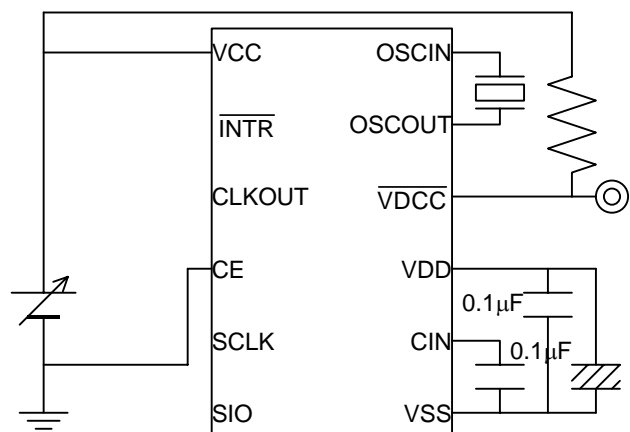 VCC OSCIN
INTR OSCOUT
CLKOUT VDCC
CE VDD
0.1μF
SCLK CIN 0.1μF
SIO VSS